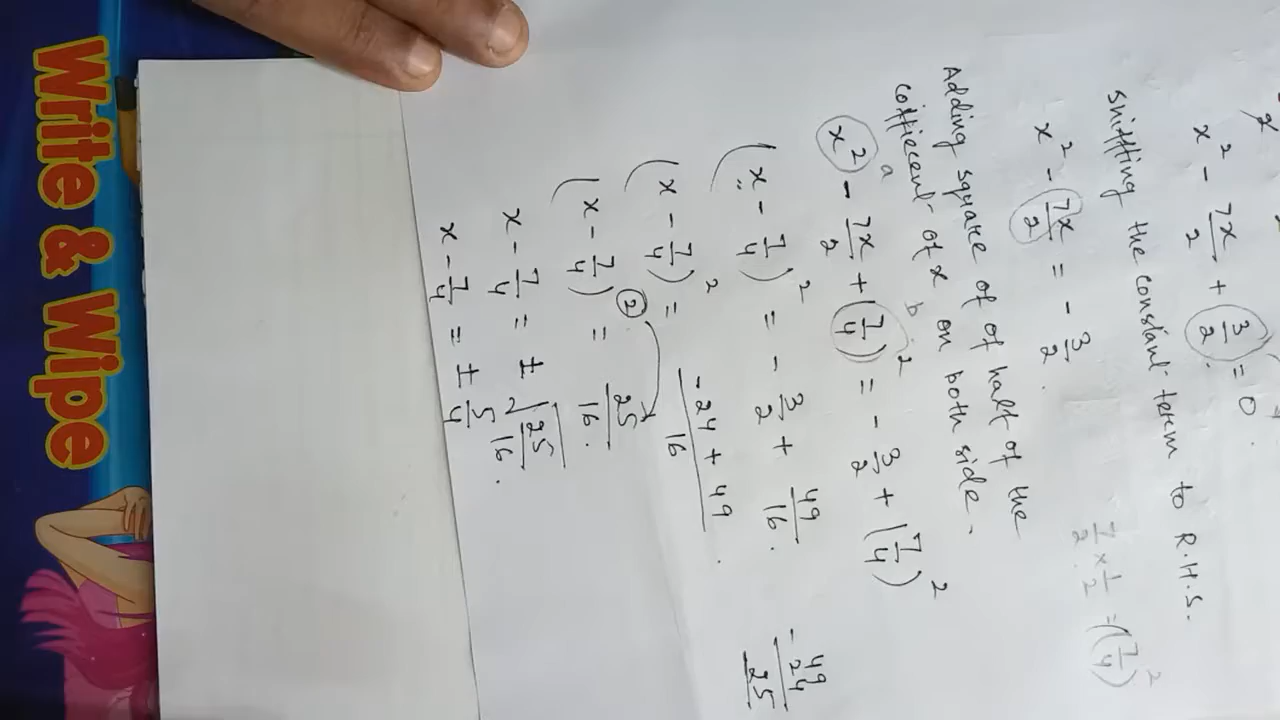 x
x² - 7x/2 + 3/2 = 0.
shiffting the constant term to R.H.S.
x² - 7x/2 = - 3/2.
7/2 × 1/2 = (7/4)²
Adding square of of half of the
coffiecent of x on both side.
a b
x² - 7x/2 + (7/4)² = - 3/2 + (7/4)²
(x - 7/4)² = - 3/2 + 49/16.
49
- 24
25
(x - 7/4)² = -24 + 49/16.
(x - 7/4)② = 25/16.
x - 7/4 = ± √25/16.
x - 7/4 = ± 5/4
Write & Wipe